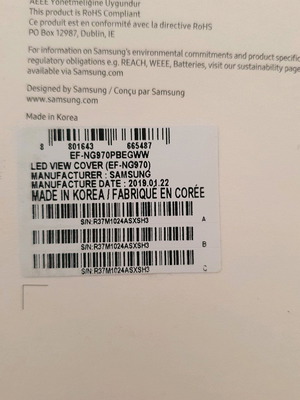 AEEE Yönetmeliğine Uygundur
This product is RoHS Compliant
Ce produit est en conformité avec la directive RoHS
PO Box 12987, Dublin, IE
For information on Samsung's environmental commitments and product specific
regulatory obligations e.g. REACH, WEEE, Batteries, visit our sustainability page
available via Samsung.com
Designed by Samsung / Conçu par Samsung
www.samsung.com
Made in Korea
8 801643 665487
EF-NG970PBEGWW
LED VIEW COVER (EF-NG970)
MANUFACTURER : SAMSUNG
MANUFACTURE DATE : 2019.01.22
MADE IN KOREA / FABRIQUE EN CORÉE
A
S/N:R37M1024ASXSH3
B
S/N:R37M1024ASXSH3
C
S/N:R37M1024ASXSH3